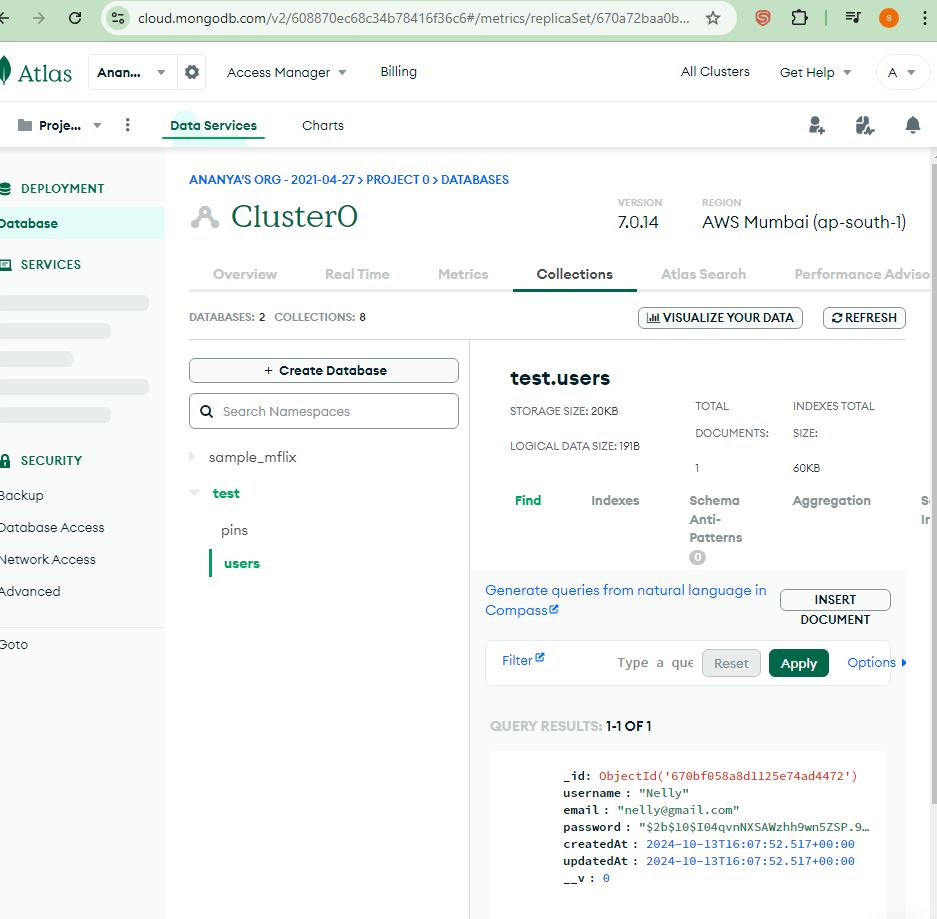 cloud.mongodb.com/v2/608870ec68c34b78416f36c6#/metrics/replicaSet/670a72baa0b...
S
Atlas
Anan...
Access Manager
Billing
All Clusters
Get Help
A
Proje...
Data Services
Charts
DEPLOYMENT
Database
SERVICES
SECURITY
Backup
Database Access
Network Access
Advanced
Goto
ANANYA'S ORG - 2021-04-27 > PROJECT 0 > DATABASES
Cluster0
VERSION
7.0.14
REGION
AWS Mumbai (ap-south-1)
Overview
Real Time
Metrics
Collections
Atlas Search
Performance Adviso
DATABASES: 2 COLLECTIONS: 8
VISUALIZE YOUR DATA
REFRESH
+ Create Database
Search Namespaces
sample_mflix
test
pins
users
test.users
STORAGE SIZE: 20KB
LOGICAL DATA SIZE: 191B
TOTAL
DOCUMENTS:
1
INDEXES TOTAL
SIZE:
60KB
Find
Indexes
Schema
Anti-
Patterns
0
Aggregation
Generate queries from natural language in
Compass
INSERT
DOCUMENT
Filter
Type a que
Reset
Apply
Options
QUERY RESULTS: 1-1 OF 1
_id: ObjectId('670bf058a8d1125e74ad4472')
username : "Nelly"
email : "nelly@gmail.com"
password : "$2b$10$I04qvnNXSAWzhh9wn5ZSP.9…
createdAt : 2024-10-13T16:07:52.517+00:00
updatedAt : 2024-10-13T16:07:52.517+00:00
__v : 0